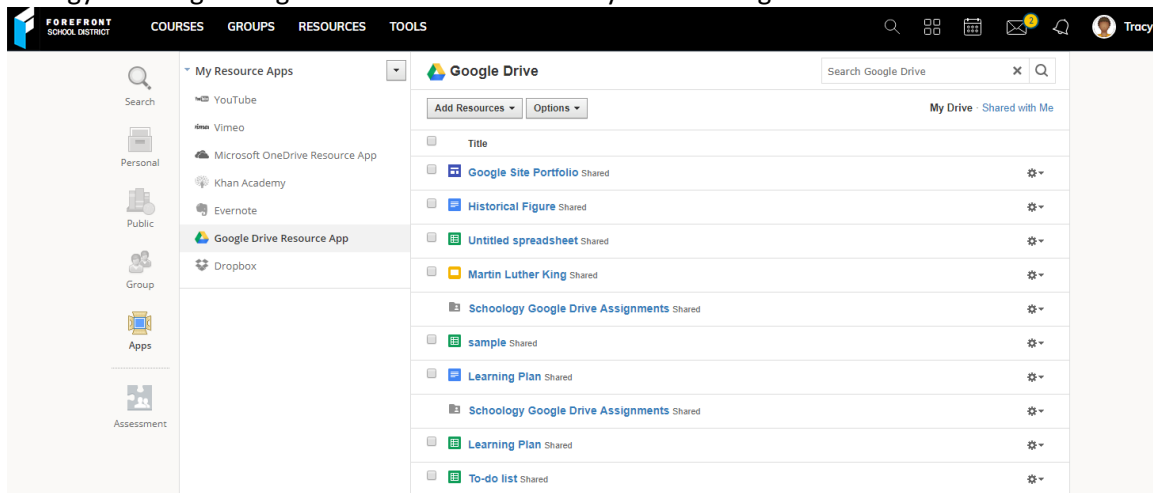 FOREFRONT
SCHOOL DISTRICT
COURSES GROUPS RESOURCES TOOLS
2
Tracy
Search
Personal
Public
Group
Apps
Assessment
My Resource Apps
YouTube
Vimeo
Microsoft OneDrive Resource App
Khan Academy
Evernote
Google Drive Resource App
Dropbox
Google Drive
Search Google Drive
Add Resources Options
My Drive · Shared with Me
Title
Google Site Portfolio Shared
Historical Figure Shared
Untitled spreadsheet Shared
Martin Luther King Shared
Schoology Google Drive Assignments Shared
sample Shared
Learning Plan Shared
Schoology Google Drive Assignments Shared
Learning Plan Shared
To-do list Shared